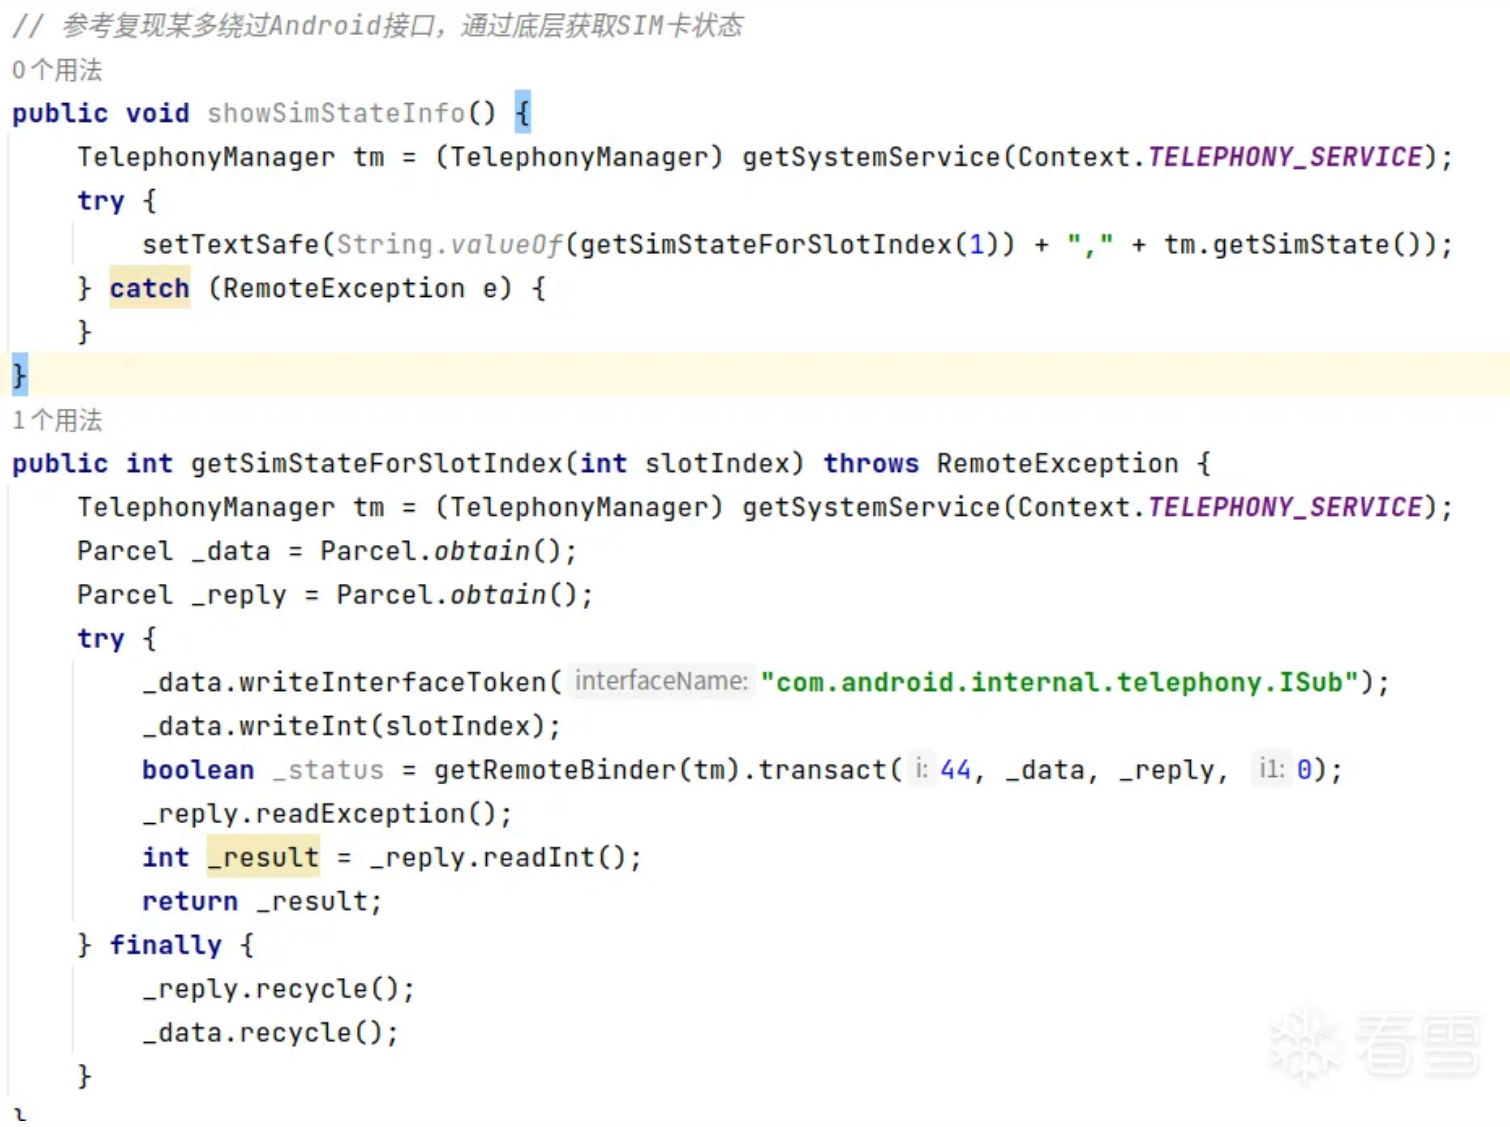 // 参考复现某多绕过Android接口，通过底层获取SIM卡状态
0个用法
public void showSimStateInfo() {
    TelephonyManager tm = (TelephonyManager) getSystemService(Context.TELEPHONY_SERVICE);
    try {
        setTextSafe(String.valueOf(getSimStateForSlotIndex(1)) + "," + tm.getSimState());
    } catch (RemoteException e) {
    }
}
1个用法
public int getSimStateForSlotIndex(int slotIndex) throws RemoteException {
    TelephonyManager tm = (TelephonyManager) getSystemService(Context.TELEPHONY_SERVICE);
    Parcel _data = Parcel.obtain();
    Parcel _reply = Parcel.obtain();
    try {
        _data.writeInterfaceToken( interfaceName: "com.android.internal.telephony.ISub");
        _data.writeInt(slotIndex);
        boolean _status = getRemoteBinder(tm).transact( i: 44, _data, _reply, i1: 0);
        _reply.readException();
        int _result = _reply.readInt();
        return _result;
    } finally {
        _reply.recycle();
        _data.recycle();
    }
}
看雪